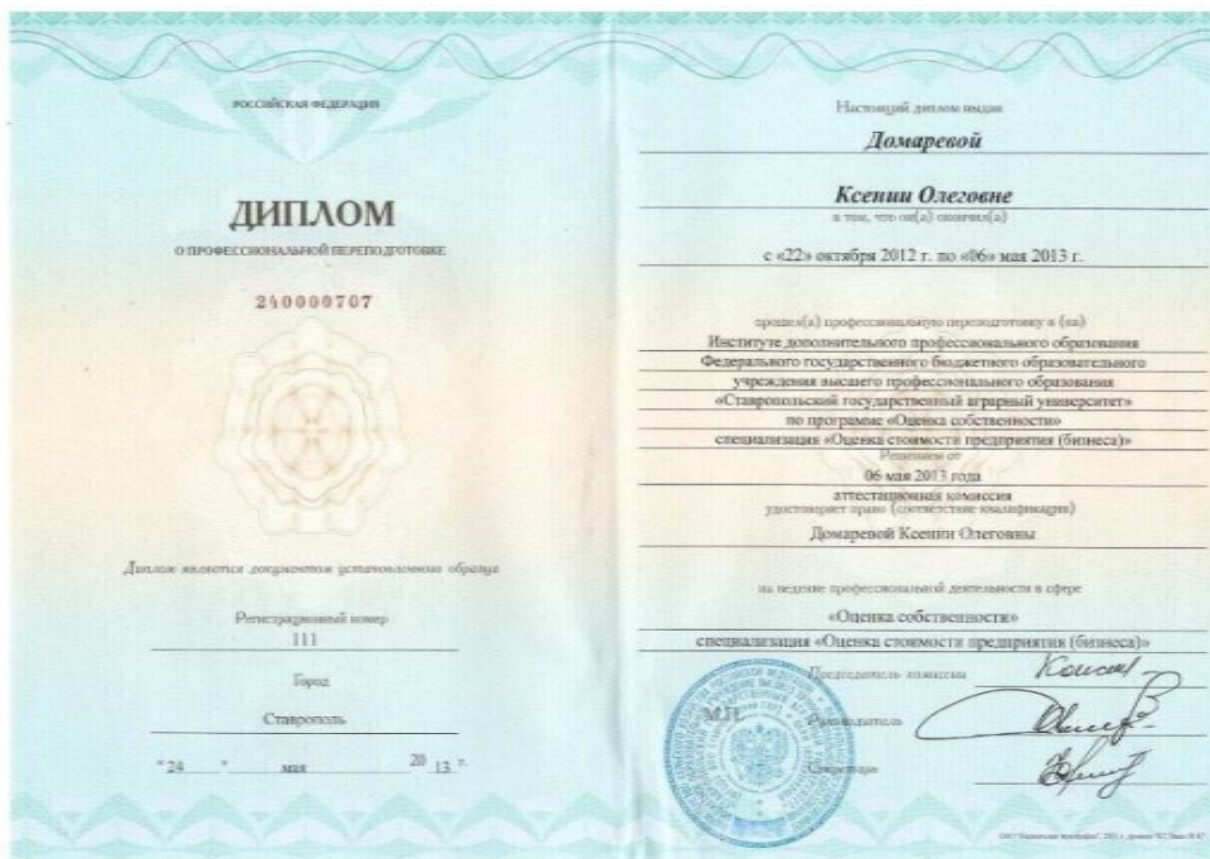 РОССИЙСКАЯ ФЕДЕРАЦИЯ
ДИПЛОМ
О ПРОФЕССИОНАЛЬНОЙ ПЕРЕПОДГОТОВКЕ
240000707
Диплом является документом установленного образца
Регистрационный номер
111
Город
Ставрополь
"24 " мая 20 13 г.
Настоящий диплом выдан
Домаревой
Ксении Олеговне
в том, что он(а) окончил(а)
с «22» октября 2012 г. по «06» мая 2013 г.
прошел(а) профессиональную переподготовку в (на)
Институте дополнительного профессионального образования
Федерального государственного бюджетного образовательного
учреждения высшего профессионального образования
«Ставропольский государственный аграрный университет»
по программе «Оценка собственности»
специализация «Оценка стоимости предприятия (бизнеса)»
Решением от
06 мая 2013 года
аттестационная комиссия
удостоверяет право (соответствие квалификации)
Домаревой Ксении Олеговны
на ведение профессиональной деятельности в сфере
«Оценка собственности»
специализация «Оценка стоимости предприятия (бизнеса)»
Председатель комиссии
М.П. Руководитель
Секретарь